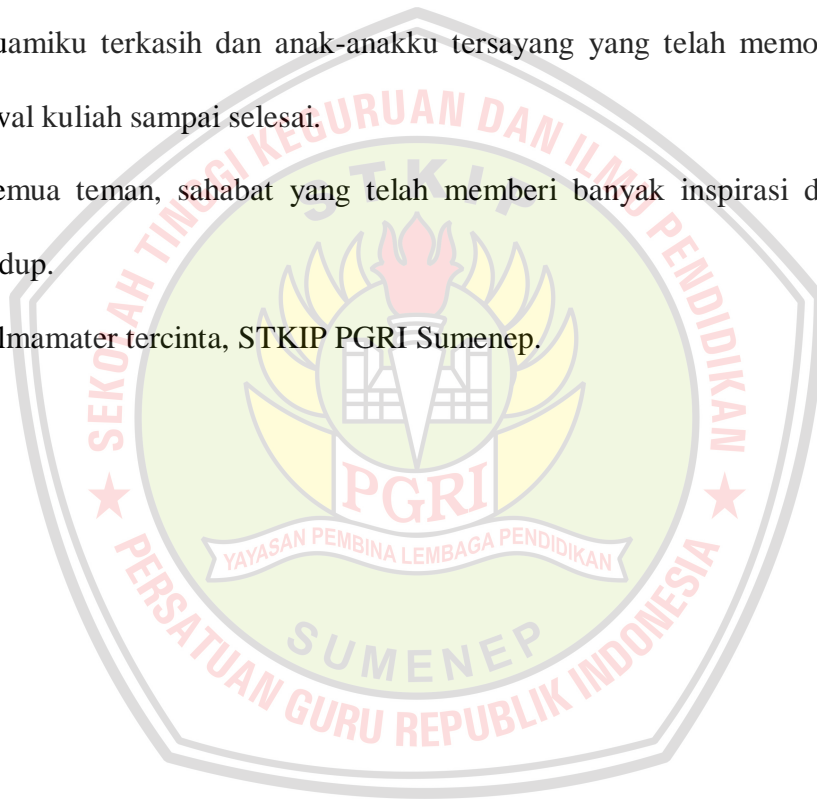 uamiku terkasih dan anak-anakku tersayang yang telah memo
wal kuliah sampai selesai.
emua teman, sahabat yang telah memberi banyak inspirasi d
dup.
lmamater tercinta, STKIP PGRI Sumenep.
SEKOLAH TINGGI KEGURUAN DAN ILMU PENDIDIKAN
STKIP
PGRI
YAYASAN PEMBINA LEMBAGA PENDIDIKAN
SUMENEP
PERSATUAN GURU REPUBLIK INDONESIA